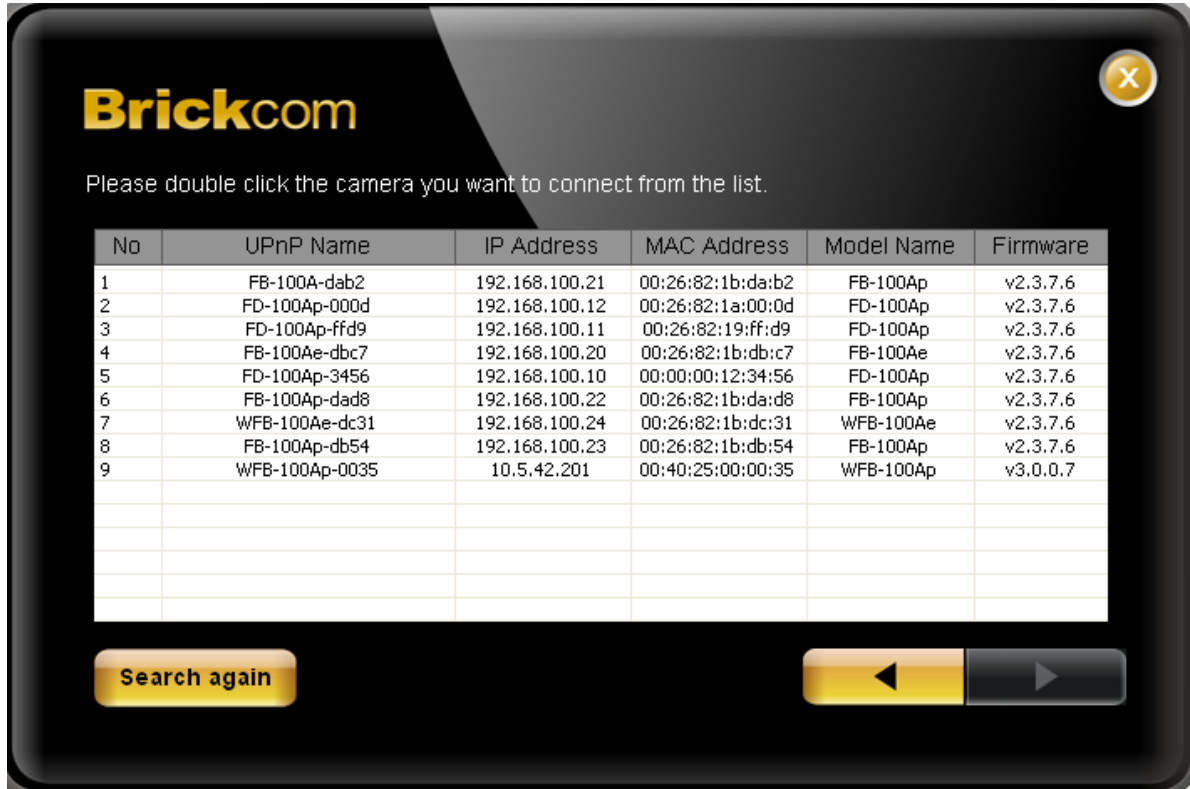 X
Brickcom
Please double click the camera you want to connect from the list.
No UPnP Name IP Address MAC Address Model Name Firmware
1 FB-100A-dab2 192.168.100.21 00:26:82:1b:da:b2 FB-100Ap v2.3.7.6
2 FD-100Ap-000d 192.168.100.12 00:26:82:1a:00:0d FD-100Ap v2.3.7.6
3 FD-100Ap-ffd9 192.168.100.11 00:26:82:19:ff:d9 FD-100Ap v2.3.7.6
4 FB-100Ae-dbc7 192.168.100.20 00:26:82:1b:db:c7 FB-100Ae v2.3.7.6
5 FD-100Ap-3456 192.168.100.10 00:00:00:12:34:56 FD-100Ap v2.3.7.6
6 FB-100Ap-dad8 192.168.100.22 00:26:82:1b:da:d8 FB-100Ap v2.3.7.6
7 WFB-100Ae-dc31 192.168.100.24 00:26:82:1b:dc:31 WFB-100Ae v2.3.7.6
8 FB-100Ap-db54 192.168.100.23 00:26:82:1b:db:54 FB-100Ap v2.3.7.6
9 WFB-100Ap-0035 10.5.42.201 00:40:25:00:00:35 WFB-100Ap v3.0.0.7
Search again